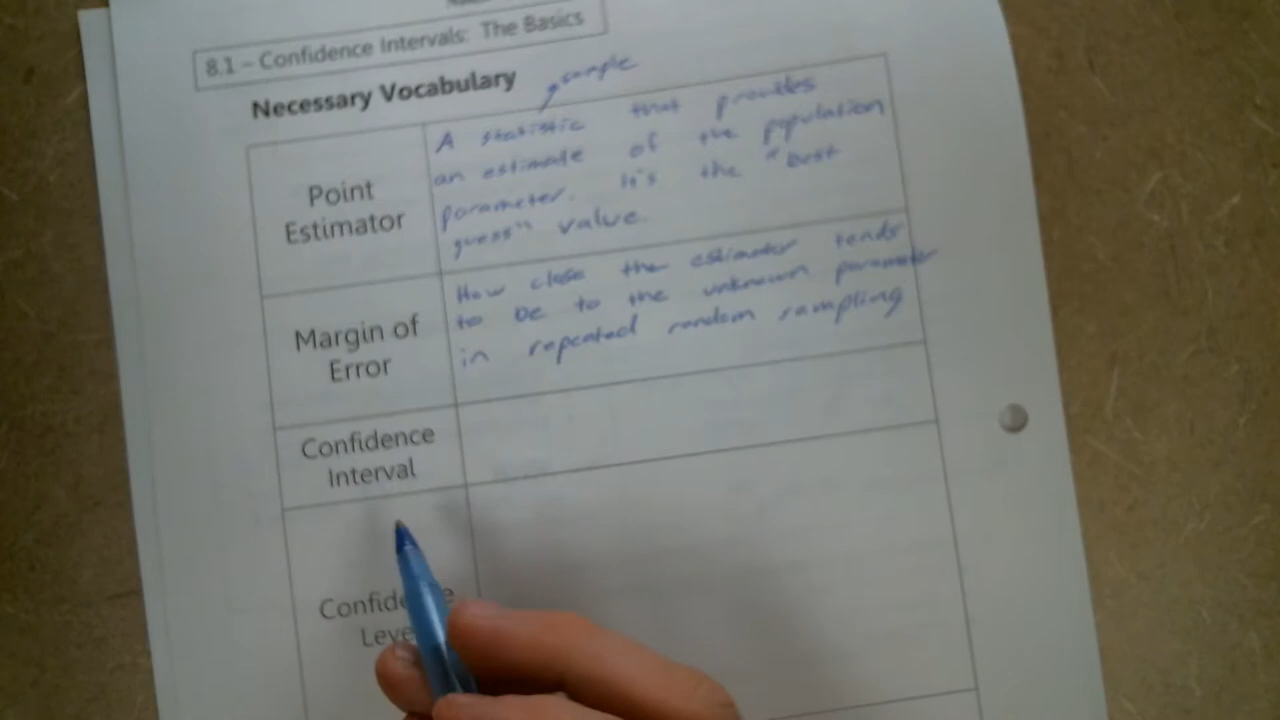 8.1 – Confidence Intervals: The Basics
Necessary Vocabulary
sample
Point
Estimator
A statistic that provides
an estimate of the population
parameter. It's the "best
guess" value.
Margin of
Error
How close the estimator tends
to be to the unknown parameter
in repeated random sampling
Confidence
Interval
Confidence
Level